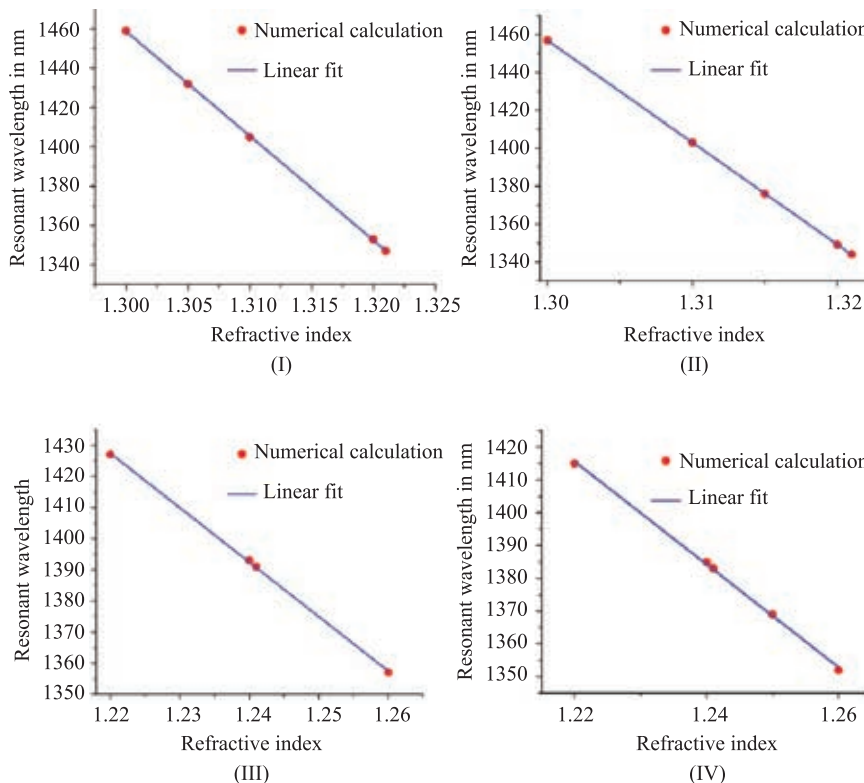 1460
1440
1420
1400
1380
1360
1340
Resonant wavelength in nm
Numerical calculation
Linear fit
1.300 1.305 1.310 1.315 1.320 1.325
Refractive index
(I)
1460
1440
1420
1400
1380
1360
1340
Resonant wavelength in nm
Numerical calculation
Linear fit
1.30 1.31 1.32
Refractive index
(II)
1430
1420
1410
1400
1390
1380
1370
1360
1350
Resonant wavelength
Numerical calculation
Linear fit
1.22 1.23 1.24 1.25 1.26
Refractive index
(III)
1420
1410
1400
1390
1380
1370
1360
1350
Resonant wavelength in nm
Numerical calculation
Linear fit
1.22 1.24 1.26
Refractive index
(IV)